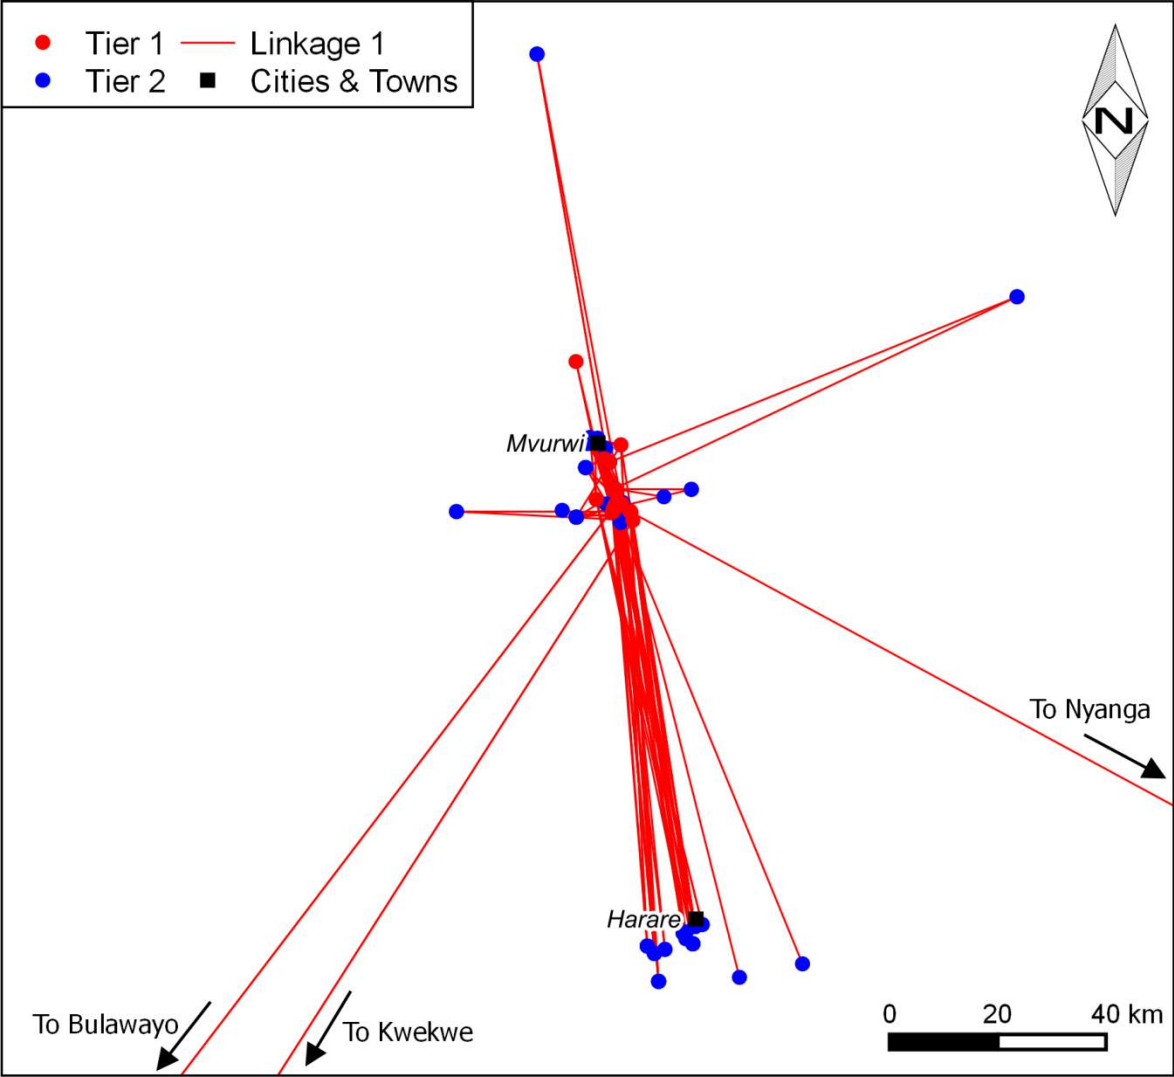 Tier 1 Linkage 1
Tier 2 Cities & Towns
N
Mvurwi
To Nyanga
Harare
To Bulawayo
To Kwekwe
0 20 40 km